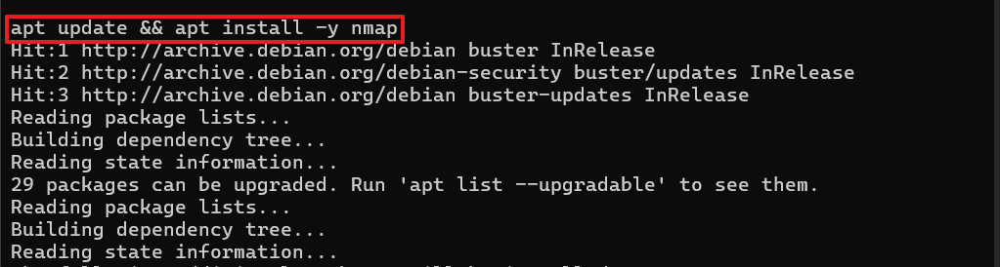 apt update && apt install -y nmap
Hit:1 http://archive.debian.org/debian buster InRelease
Hit:2 http://archive.debian.org/debian-security buster/updates InRelease
Hit:3 http://archive.debian.org/debian buster-updates InRelease
Reading package lists...
Building dependency tree...
Reading state information...
29 packages can be upgraded. Run 'apt list --upgradable' to see them.
Reading package lists...
Building dependency tree...
Reading state information...